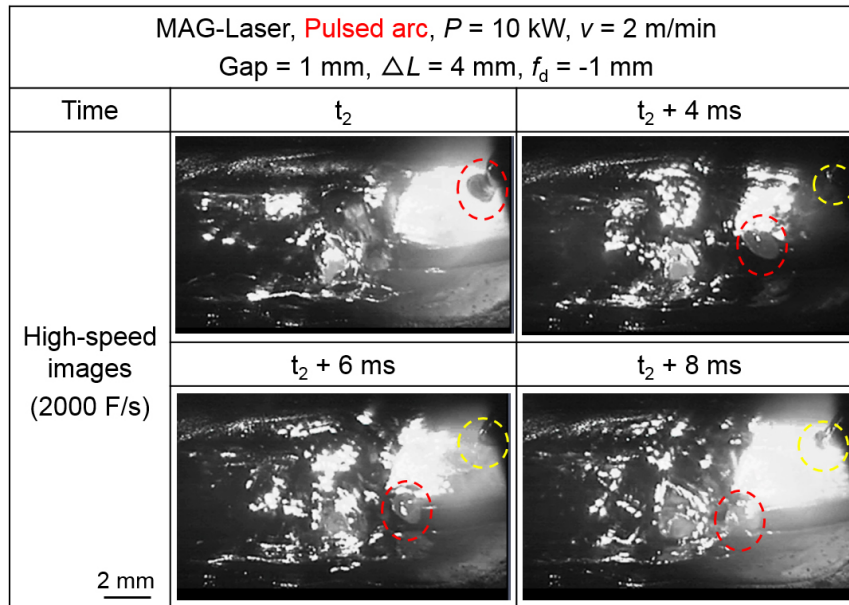 MAG-Laser, Pulsed arc, P = 10 kW, v = 2 m/min
Gap = 1 mm, △L = 4 mm, f_d = -1 mm
Time
t₂
t₂ + 4 ms
High-speed
images
(2000 F/s)
t₂ + 6 ms
t₂ + 8 ms
2 mm